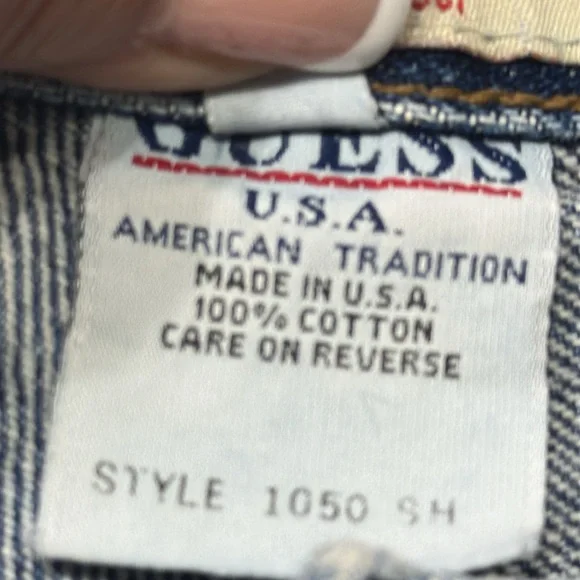 GUESS
U.S.A.
AMERICAN TRADITION
MADE IN U.S.A.
100% COTTON
CARE ON REVERSE
STYLE 1050 SH